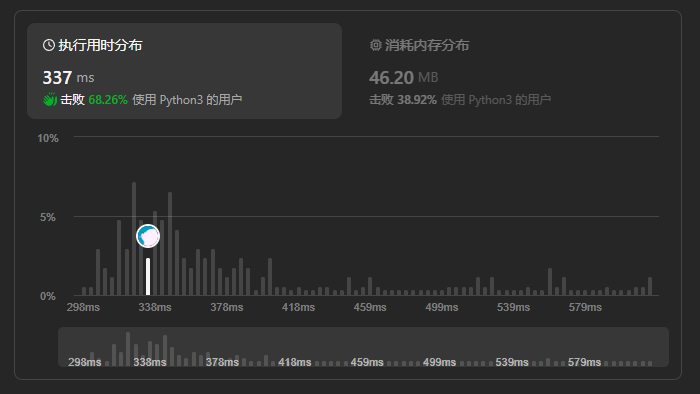 执行用时分布
337 ms
击败 68.26% 使用 Python3 的用户
消耗内存分布
46.20 MB
击败 38.92% 使用 Python3 的用户
10%
5%
0%
298ms 338ms 378ms 418ms 459ms 499ms 539ms 579ms
298ms 338ms 378ms 418ms 459ms 499ms 539ms 579ms